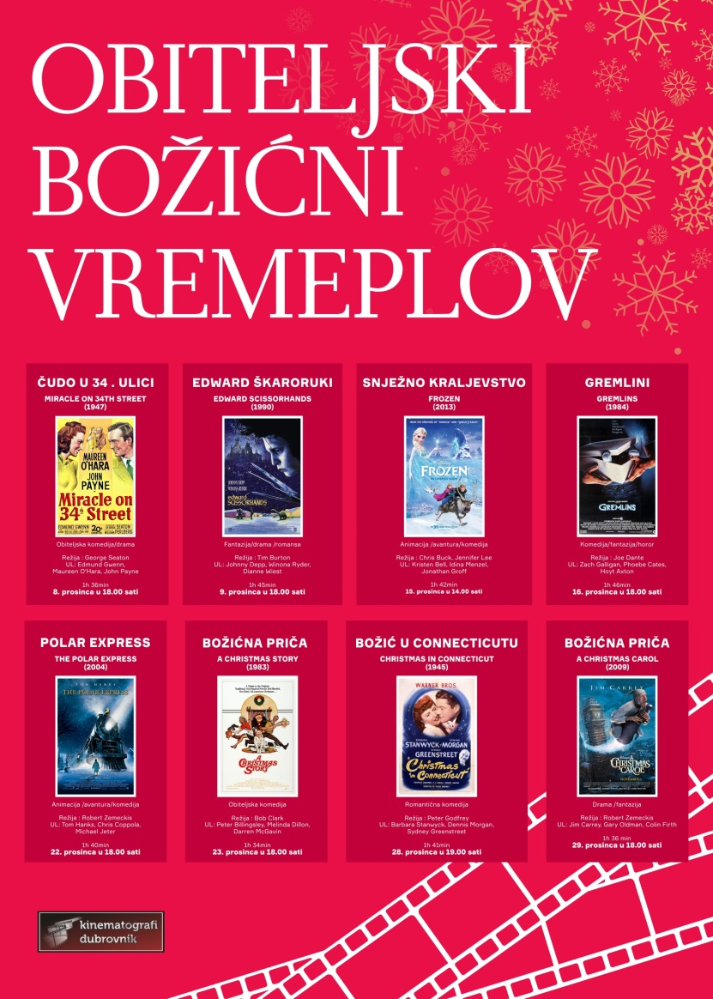 OBITELJSKI
BOŽIĆNI
VREMEPLOV
ČUDO U 34 . ULICI
MIRACLE ON 34TH STREET
(1947)
MAUREEN
O'HARA
JOHN
PAYNE
Miracle on
34th Street
EDMUND GWENN
Obiteljska komedija/drama
Režija : George Seaton
UL: Edmund Gwenn,
Maureen O'Hara, John Payne
1h 36min
8. prosinca u 18.00 sati
EDWARD ŠKARORUKI
EDWARD SCISSORHANDS
(1990)
JOHNNY DEPP
WINONA RYDER
edward
SCISSORHANDS
Fantazija/drama /romansa
Režija : Tim Burton
UL: Johnny Depp, Winona Ryder,
Dianne Wiest
1h 45min
9. prosinca u 18.00 sati
SNJEŽNO KRALJEVSTVO
FROZEN
(2013)
FROZEN
Animacija /avantura/komedija
Režija : Chris Buck, Jennifer Lee
UL: Kristen Bell, Idina Menzel,
Jonathan Groff
1h 42min
15. prosinca u 14.00 sati
GREMLINI
GREMLINS
(1984)
GREMLINS
Komedija/fantazija/horor
Režija : Joe Dante
UL: Zach Galligan, Phoebe Cates,
Hoyt Axton
1h 46min
16. prosinca u 18.00 sati
POLAR EXPRESS
THE POLAR EXPRESS
(2004)
TOM HANKS
THE POLAR EXPRESS
Animacija /avantura/komedija
Režija : Robert Zemeckis
UL: Tom Hanks, Chris Coppola,
Michael Jeter
1h 40min
22. prosinca u 18.00 sati
BOŽIĆNA PRIČA
A CHRISTMAS STORY
(1983)
A
CHRISTMAS
STORY
Obiteljska komedija
Režija : Bob Clark
UL: Peter Billingsley, Melinda Dillon,
Darren McGavin
1h 34min
23. prosinca u 18.00 sati
BOŽIĆ U CONNECTICUTU
CHRISTMAS IN CONNECTICUT
(1945)
WARNER BROS.
STANWYCK-MORGAN
GREENSTREET
"Christmas
in Connecticut"
Romantična komedija
Režija : Peter Godfrey
UL: Barbara Stanwyck, Dennis Morgan,
Sydney Greenstreet
1h 41min
28. prosinca u 19.00 sati
BOŽIĆNA PRIČA
A CHRISTMAS CAROL
(2009)
JIM CARREY
A
CHRISTMAS
CAROL
Drama /fantazija
Režija : Robert Zemeckis
UL: Jim Carrey, Gary Oldman, Colin Firth
1h 36 min
29. prosinca u 18.00 sati
kinematografi
dubrovnik